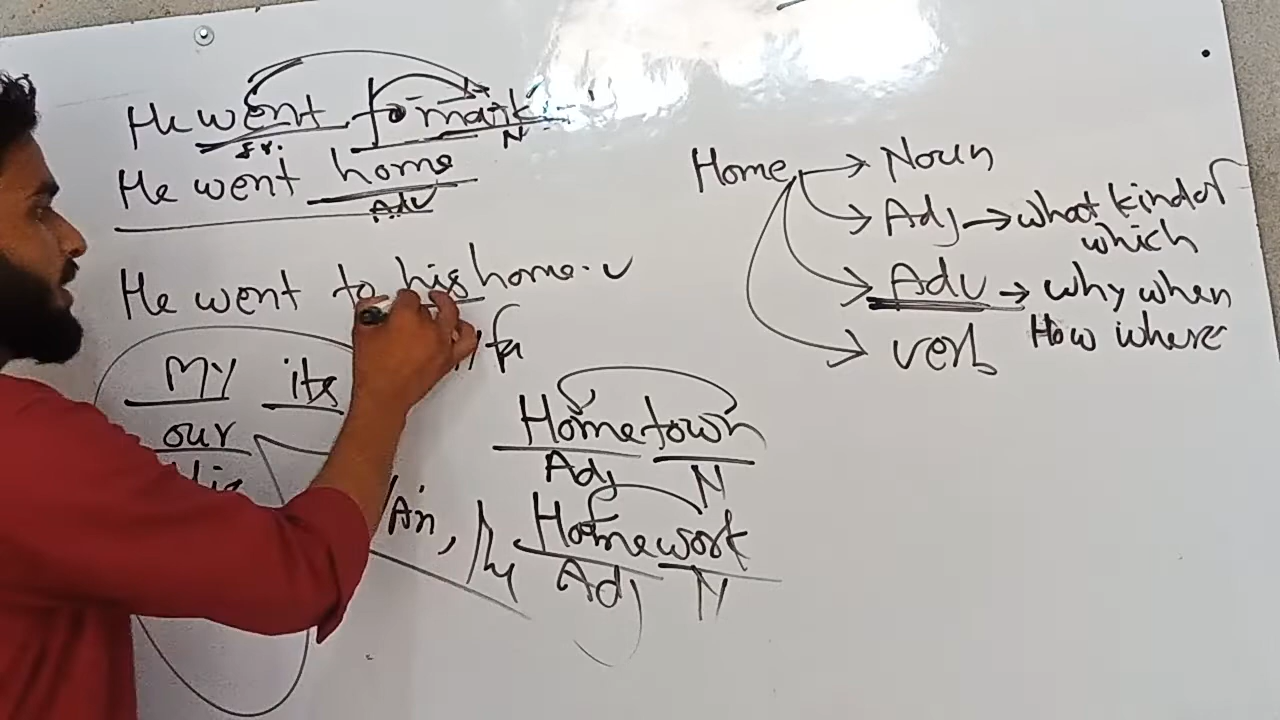 He went to mark
N
He went home
Adv
He went to his home.
MY its
our
Home Noun
Adj what kind of
which
Adv why when
How where
verb
Hometown
Adj N
Homework
Adj N